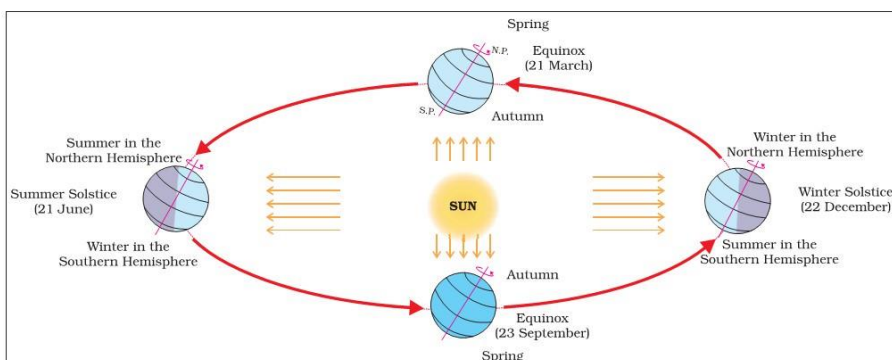 Spring
N.P.
Equinox
(21 March)
S.P.
Autumn
Summer in the
Northern Hemisphere
Summer Solstice
(21 June)
Winter in the
Southern Hemisphere
SUN
Winter in the
Northern Hemisphere
Winter Solstice
(22 December)
Summer in the
Southern Hemisphere
Autumn
Equinox
(23 September)
Spring